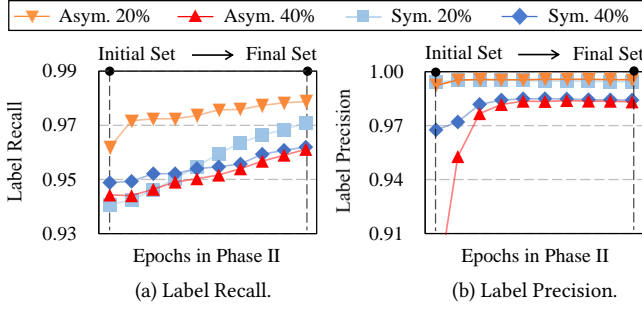 Asym. 20% Asym. 40% Sym. 20% Sym. 40%
Initial Set Final Set
0.99
0.97
0.95
0.93
Label Recall
Epochs in Phase II
(a) Label Recall.
Initial Set Final Set
1.00
0.97
0.94
0.91
Label Precision
Epochs in Phase II
(b) Label Precision.